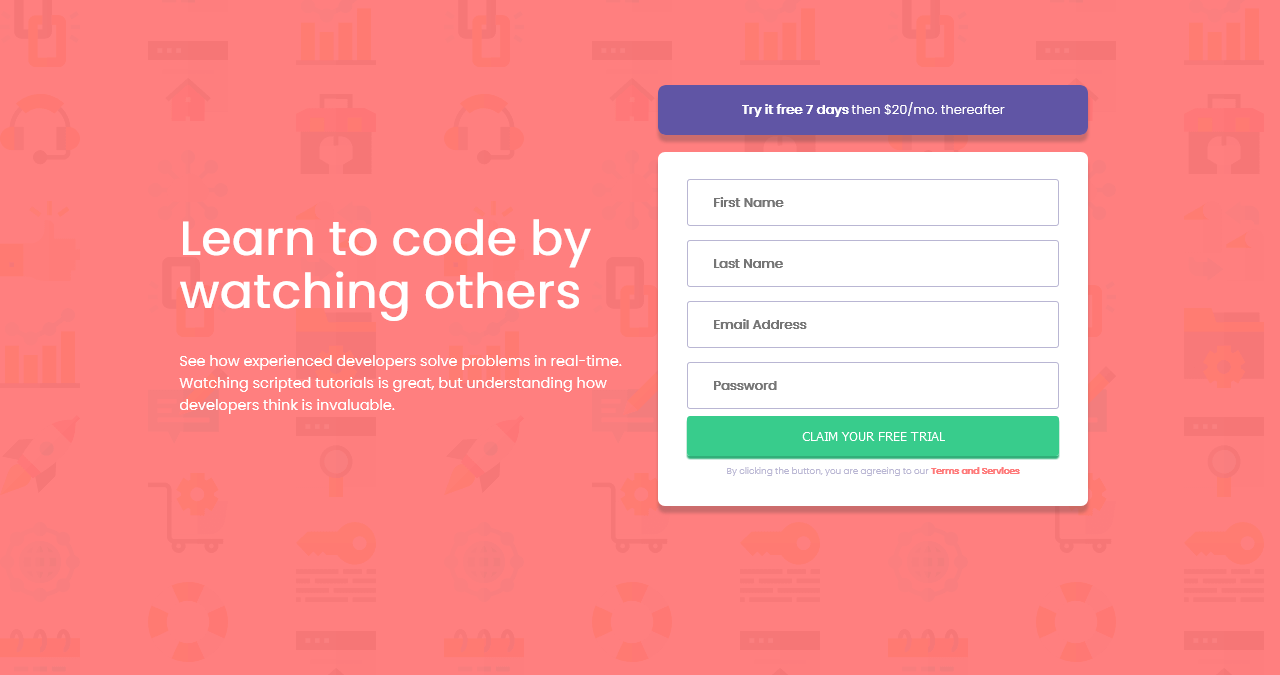 Learn to code by
watching others
See how experienced developers solve problems in real-time.
Watching scripted tutorials is great, but understanding how
developers think is invaluable.
Try it free 7 days then $20/mo. thereafter
First Name
Last Name
Email Address
Password
CLAIM YOUR FREE TRIAL
By clicking the button, you are agreeing to our Terms and Services